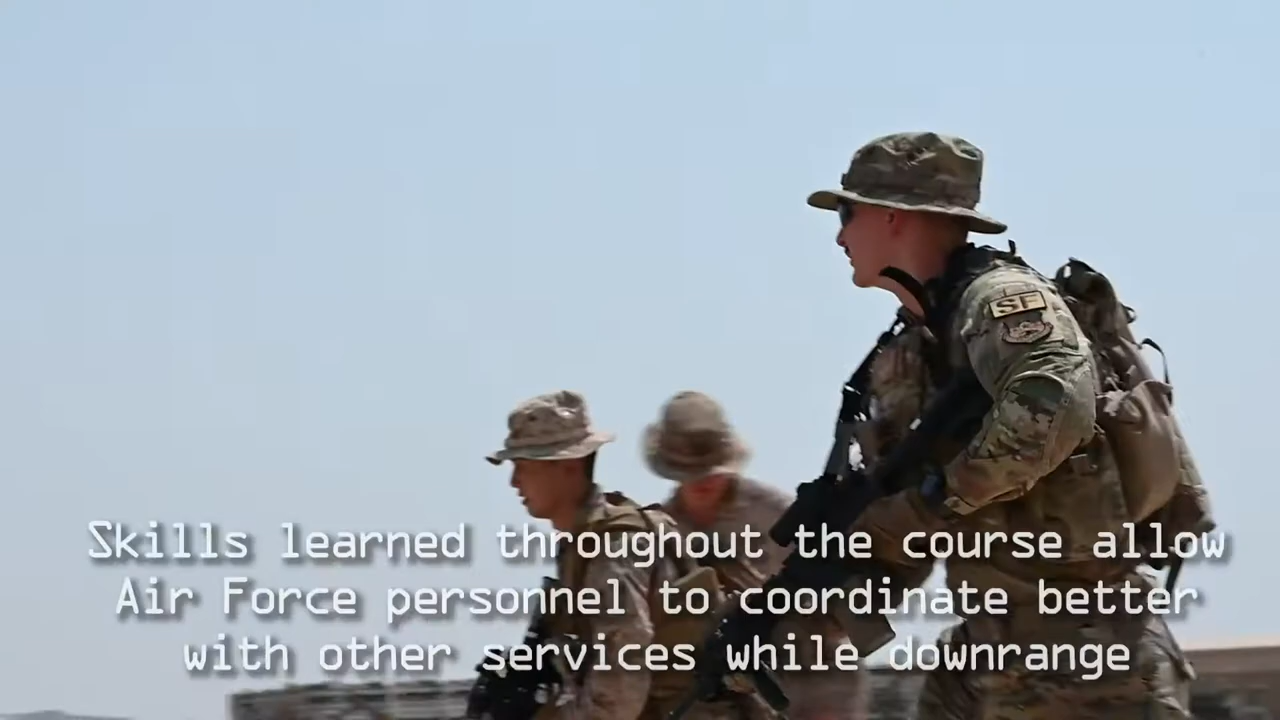 SF
Skills learned throughout the course allow
Air Force personnel to coordinate better
with other services while downrange